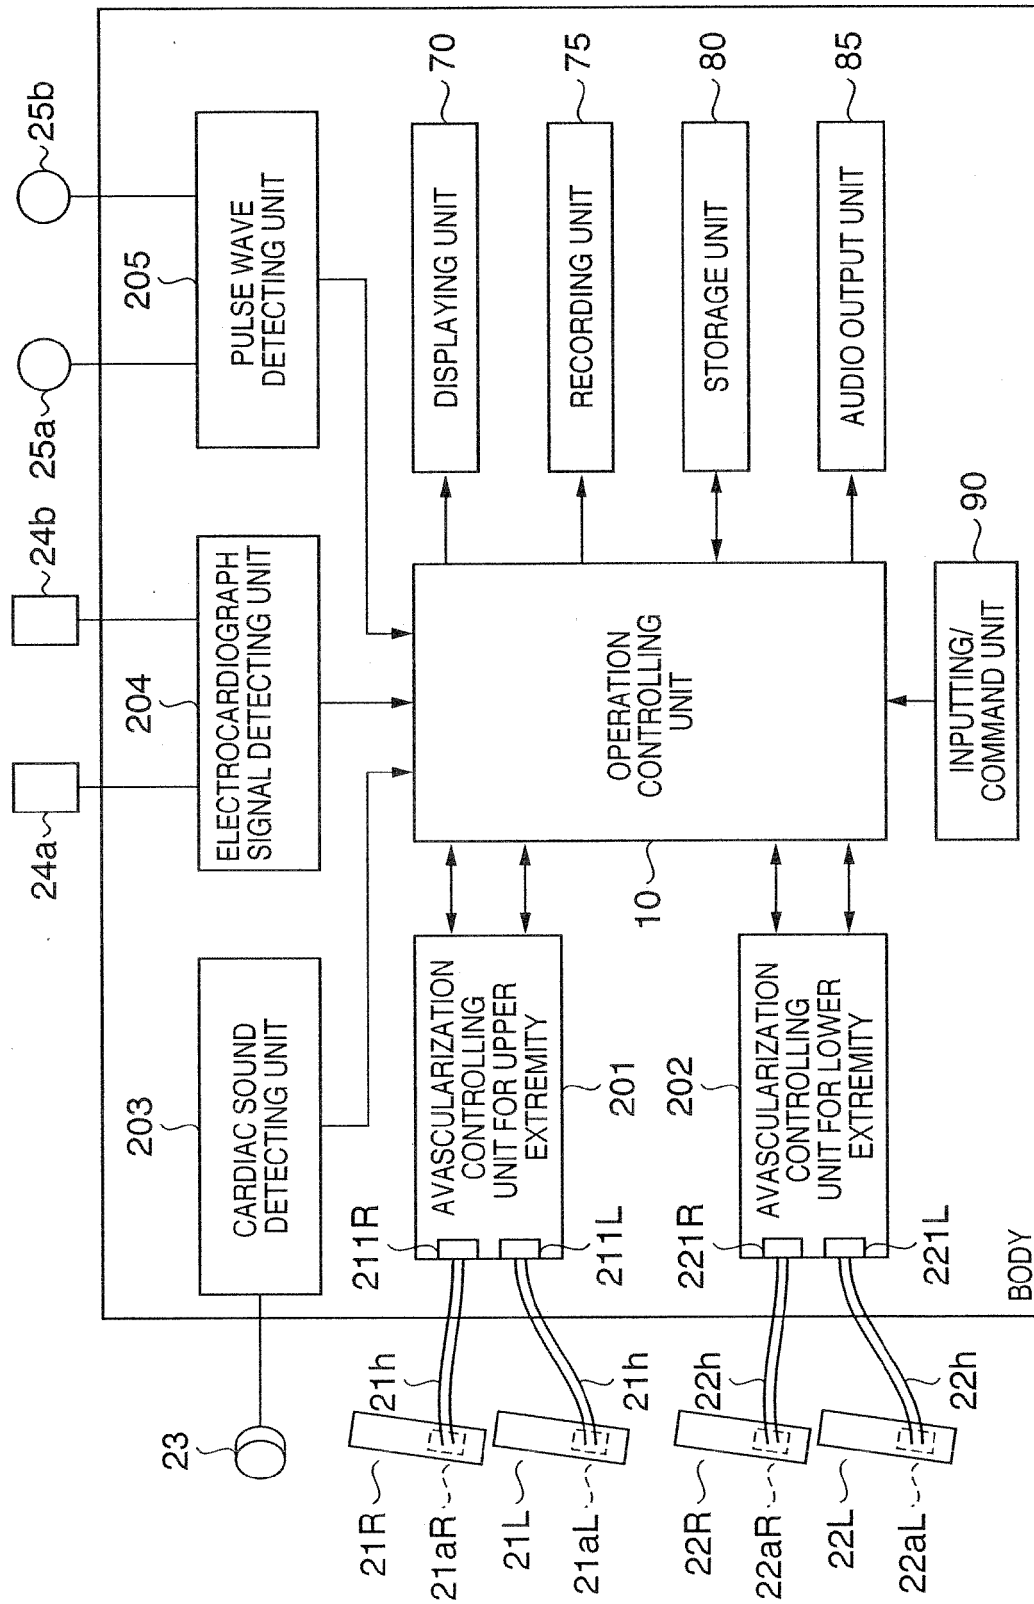 25b
25a
24b
24a
205
PULSE WAVE
DETECTING UNIT
204
ELECTROCARDIOGRAPH
SIGNAL DETECTING UNIT
203
CARDIAC SOUND
DETECTING UNIT
23
70
DISPLAYING UNIT
75
RECORDING UNIT
80
STORAGE UNIT
85
AUDIO OUTPUT UNIT
OPERATION
CONTROLLING
UNIT
10
90
INPUTTING/
COMMAND UNIT
AVASCULARIZATION
CONTROLLING
UNIT FOR UPPER
EXTREMITY
201
211R
211L
AVASCULARIZATION
CONTROLLING
UNIT FOR LOWER
EXTREMITY
202
221R
221L
21h
21h
22h
22h
21R
21aR
21L
21aL
22R
22aR
22L
22aL
BODY